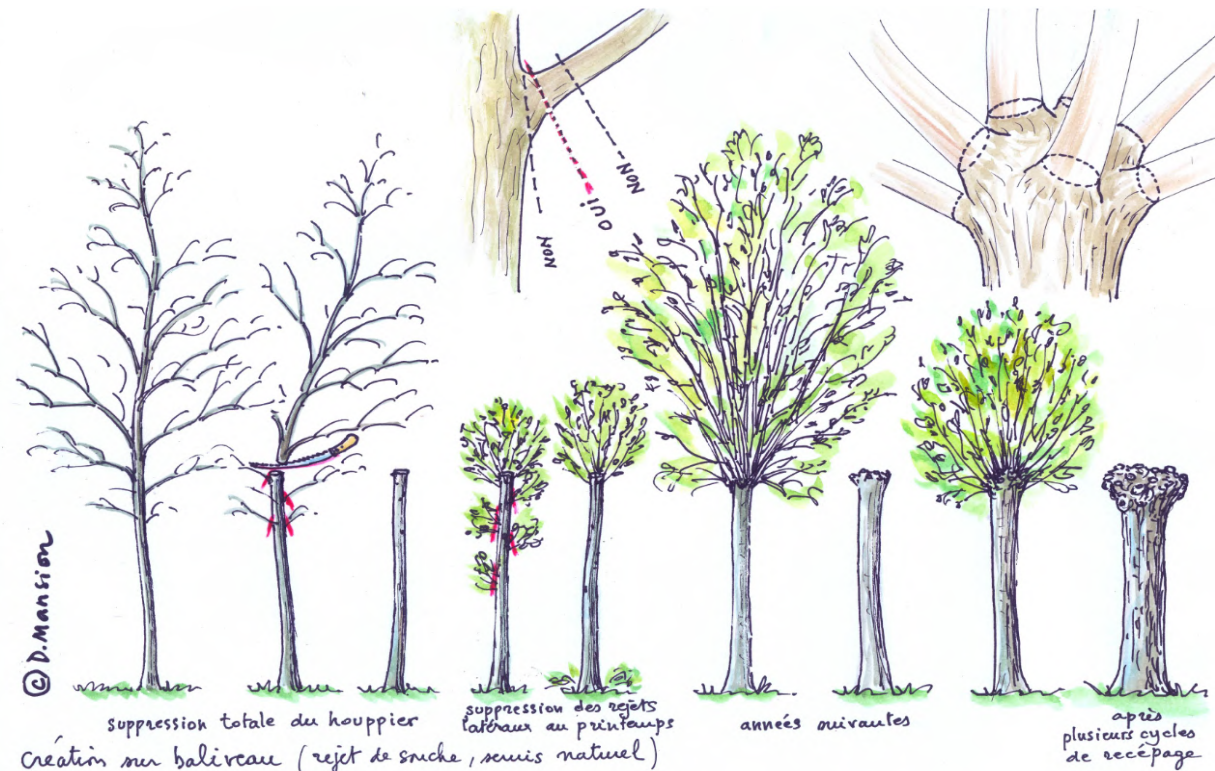 NON
OUI
NON
© D. Mansion
suppression totale du houppier
suppression des rejets
latéraux au printemps
années suivantes
après
plusieurs cycles
de recépage
Création sur baliveau (rejet de souche, semis naturel)